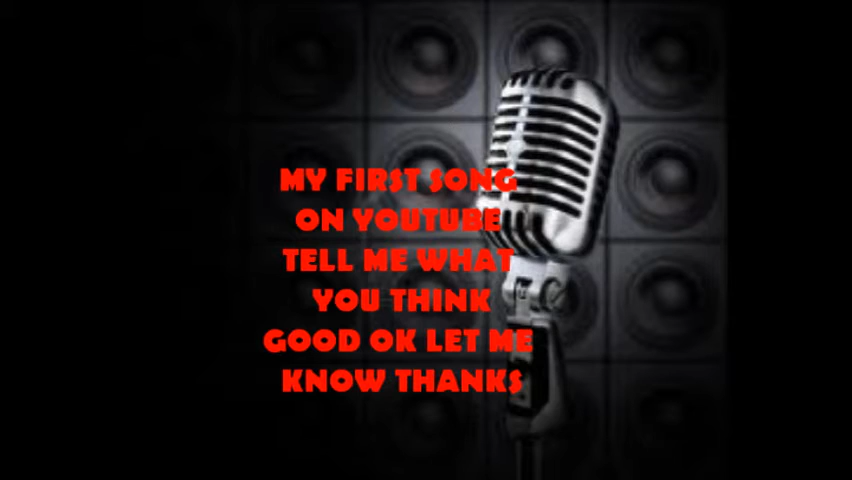 MY FIRST SONG
ON YOUTUBE
TELL ME WHAT
YOU THINK
GOOD OK LET ME
KNOW THANKS